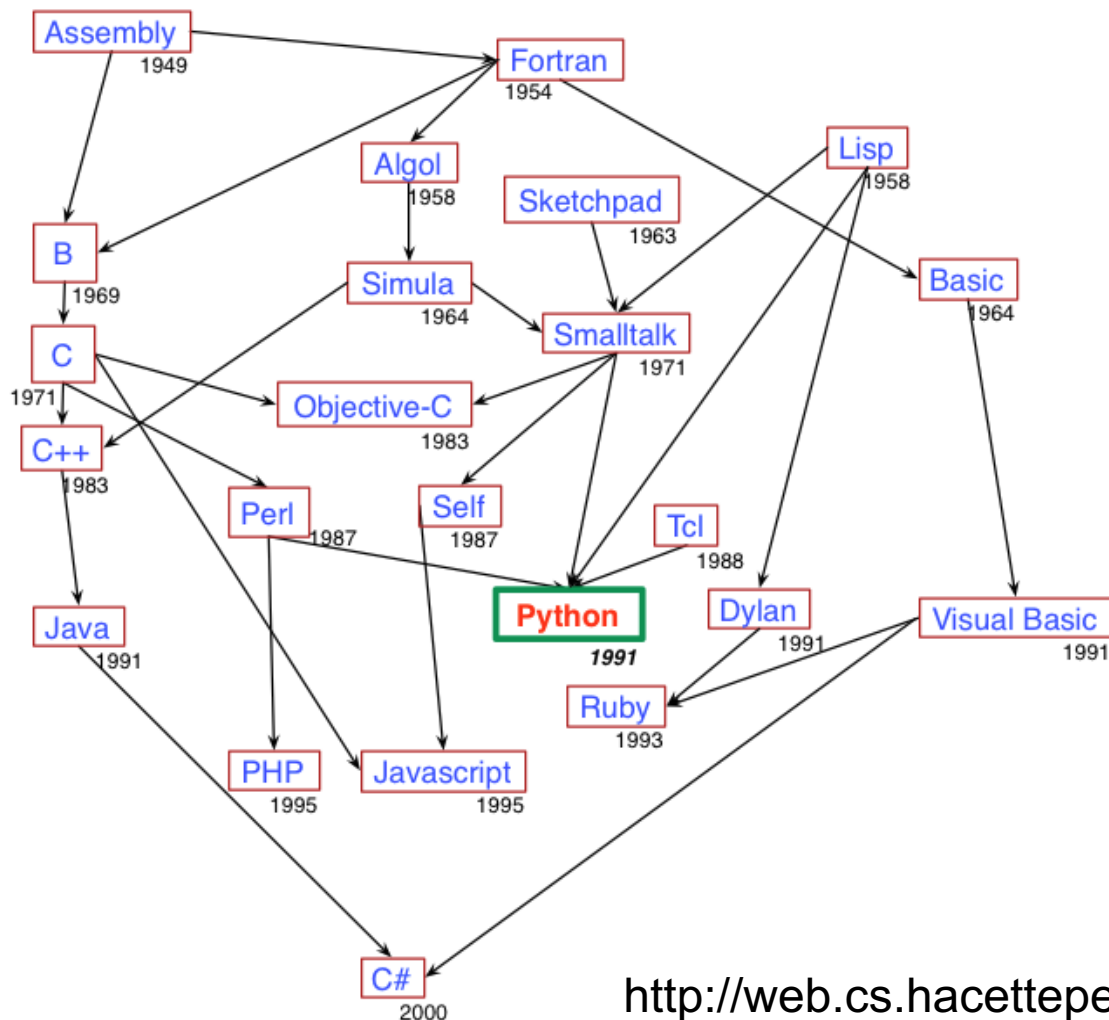 Assembly
1949
Fortran
1954
Algol
1958
Lisp
1958
Sketchpad
1963
B
1969
Simula
1964
Basic
1964
Smalltalk
1971
C
1971
Objective-C
1983
C++
1983
Perl
1987
Self
1987
Tcl
1988
Python
1991
Dylan
1991
Visual Basic
1991
Java
1991
Ruby
1993
PHP
1995
Javascript
1995
C#
2000
http://web.cs.hacettepe